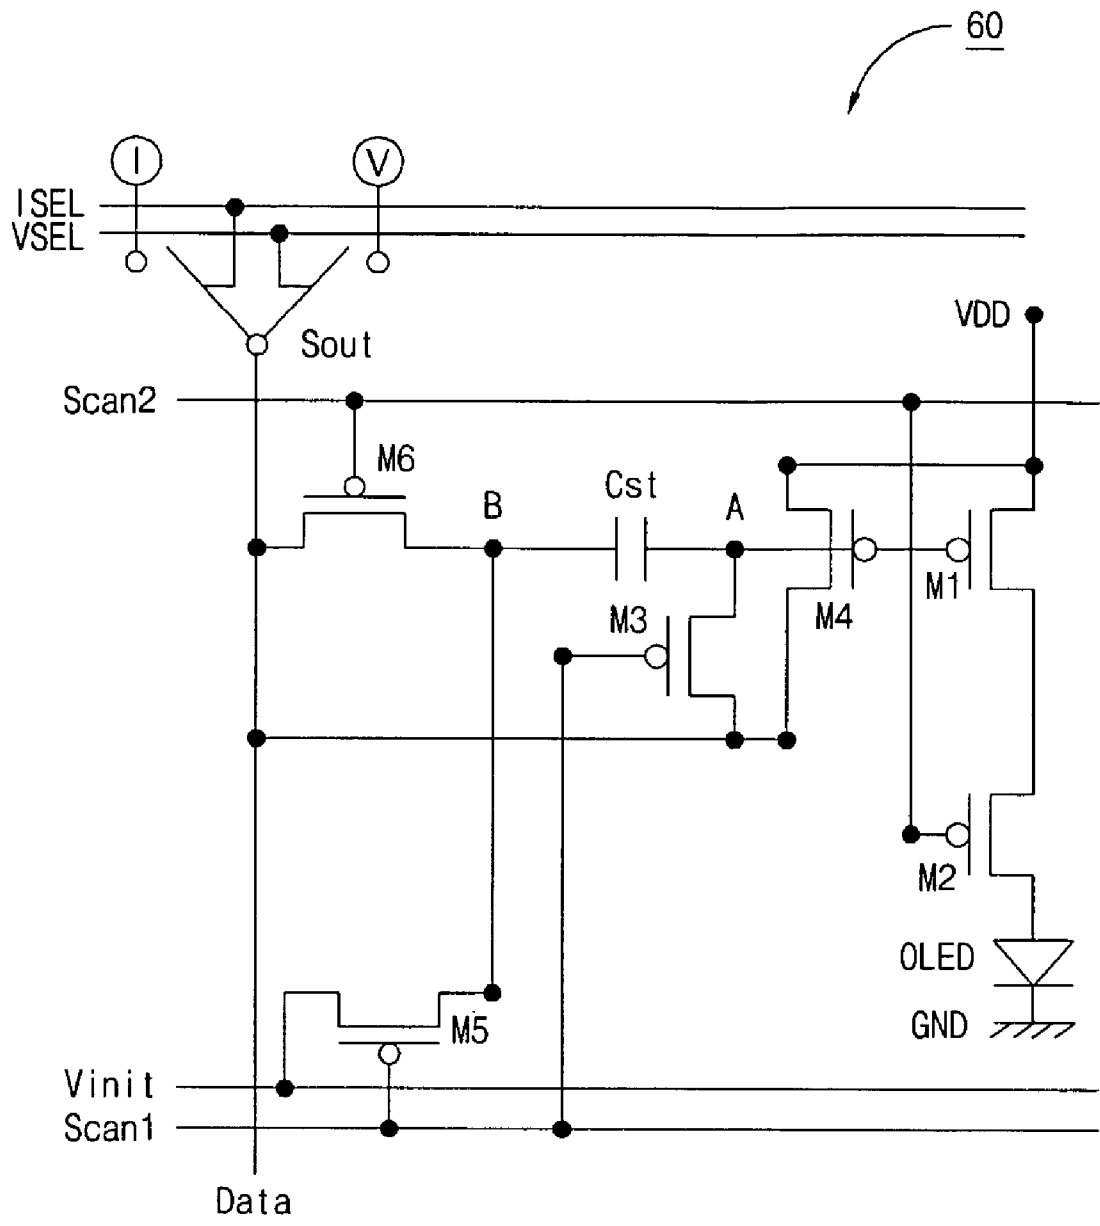 60
I
V
ISEL
VSEL
VDD
Sout
Scan2
M6
Cst
B
A
M1
M3
M4
M2
OLED
M5
GND
Vinit
Scan1
Data